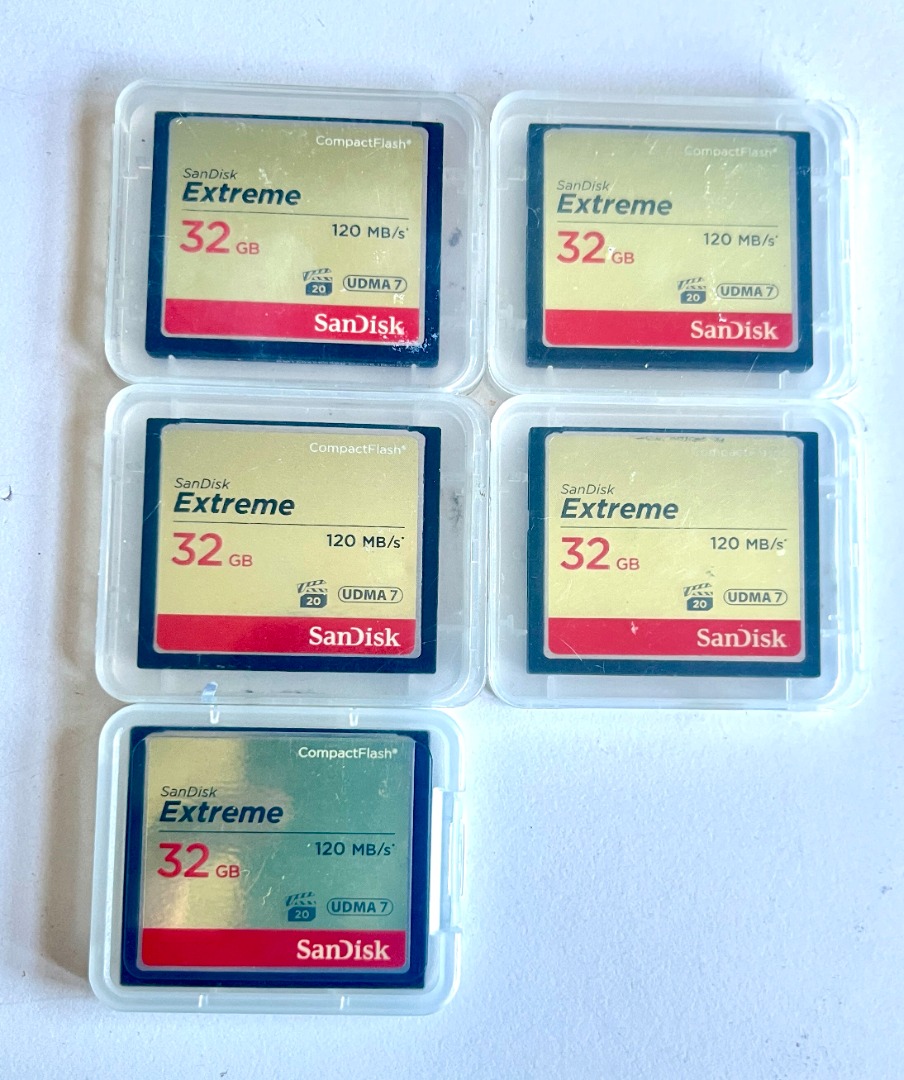 CompactFlash®
SanDisk
Extreme
32 GB 120 MB/s*
20 UDMA 7
SanDisk
CompactFlash®
SanDisk
Extreme
32 GB 120 MB/s*
20 UDMA 7
SanDisk
CompactFlash®
SanDisk
Extreme
32 GB 120 MB/s*
20 UDMA 7
SanDisk
CompactFlash
SanDisk
Extreme
32 GB 120 MB/s*
20 UDMA 7
SanDisk
CompactFlash®
SanDisk
Extreme
32 GB 120 MB/s*
20 UDMA 7
SanDisk